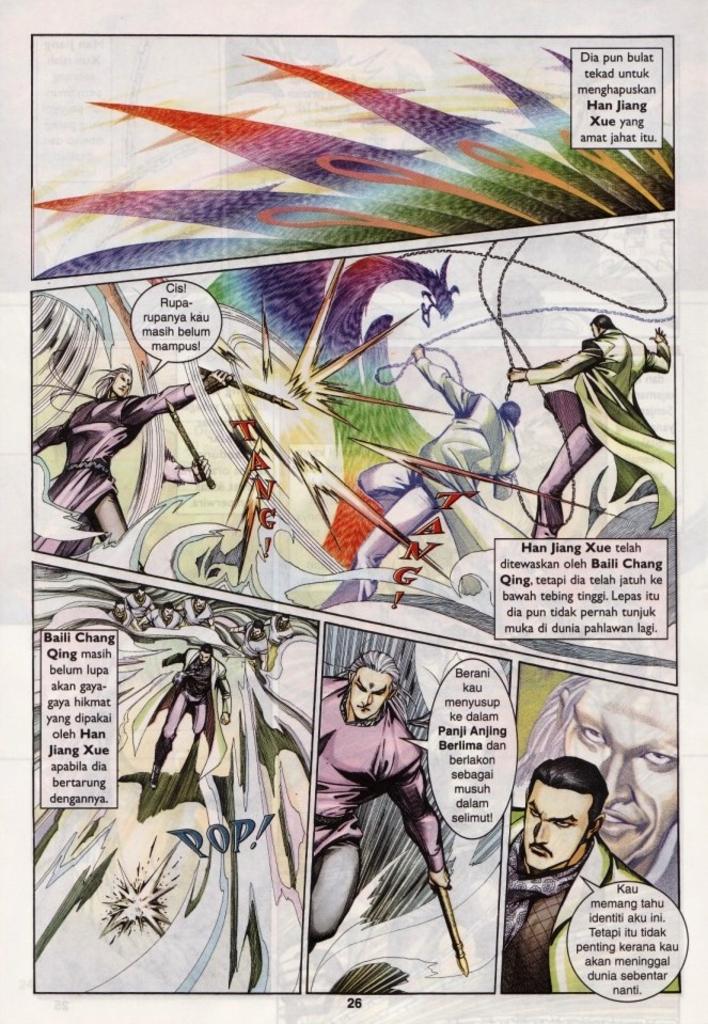 Dia pun bulat
tekad untuk
menghapuskan
Han Jiang
Xue yang
amat jahat itu.
Cis!
Rupa-
rupanya kau
masih belum
mampus!
TANG!
TANG!
Han Jiang Xue telah
ditewaskan oleh Baili Chang
Qing, tetapi dia telah jatuh ke
bawah tebing tinggi. Lepas itu
dia pun tidak pernah tunjuk
muka di dunia pahlawan lagi.
Baili Chang
Qing masih
belum lupa
akan gaya-
gaya hikmat
yang dipakai
oleh Han
Jiang Xue
apabila dia
bertarung
dengannya.
POP!
Berani
kau
menyusup
ke dalam
Panji Anjing
Berlima dan
berlakon
sebagai
musuh
dalam
selimut!
Kau
memang tahu
identiti aku ini.
Tetapi itu tidak
penting kerana kau
akan meninggal
dunia sebentar
nanti.
26